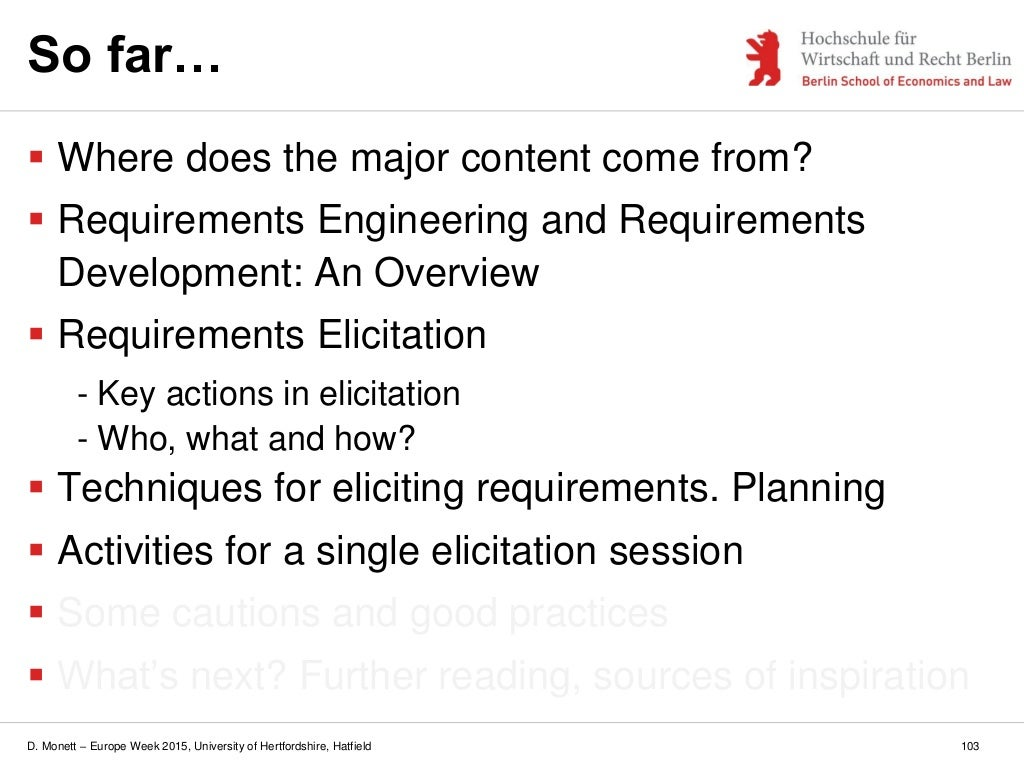 So far…
Hochschule für
Wirtschaft und Recht Berlin
Berlin School of Economics and Law
▪ Where does the major content come from?
▪ Requirements Engineering and Requirements
Development: An Overview
▪ Requirements Elicitation
- Key actions in elicitation
- Who, what and how?
▪ Techniques for eliciting requirements. Planning
▪ Activities for a single elicitation session
▪ Some cautions and good practices
▪ What’s next? Further reading, sources of inspiration
D. Monett – Europe Week 2015, University of Hertfordshire, Hatfield
103